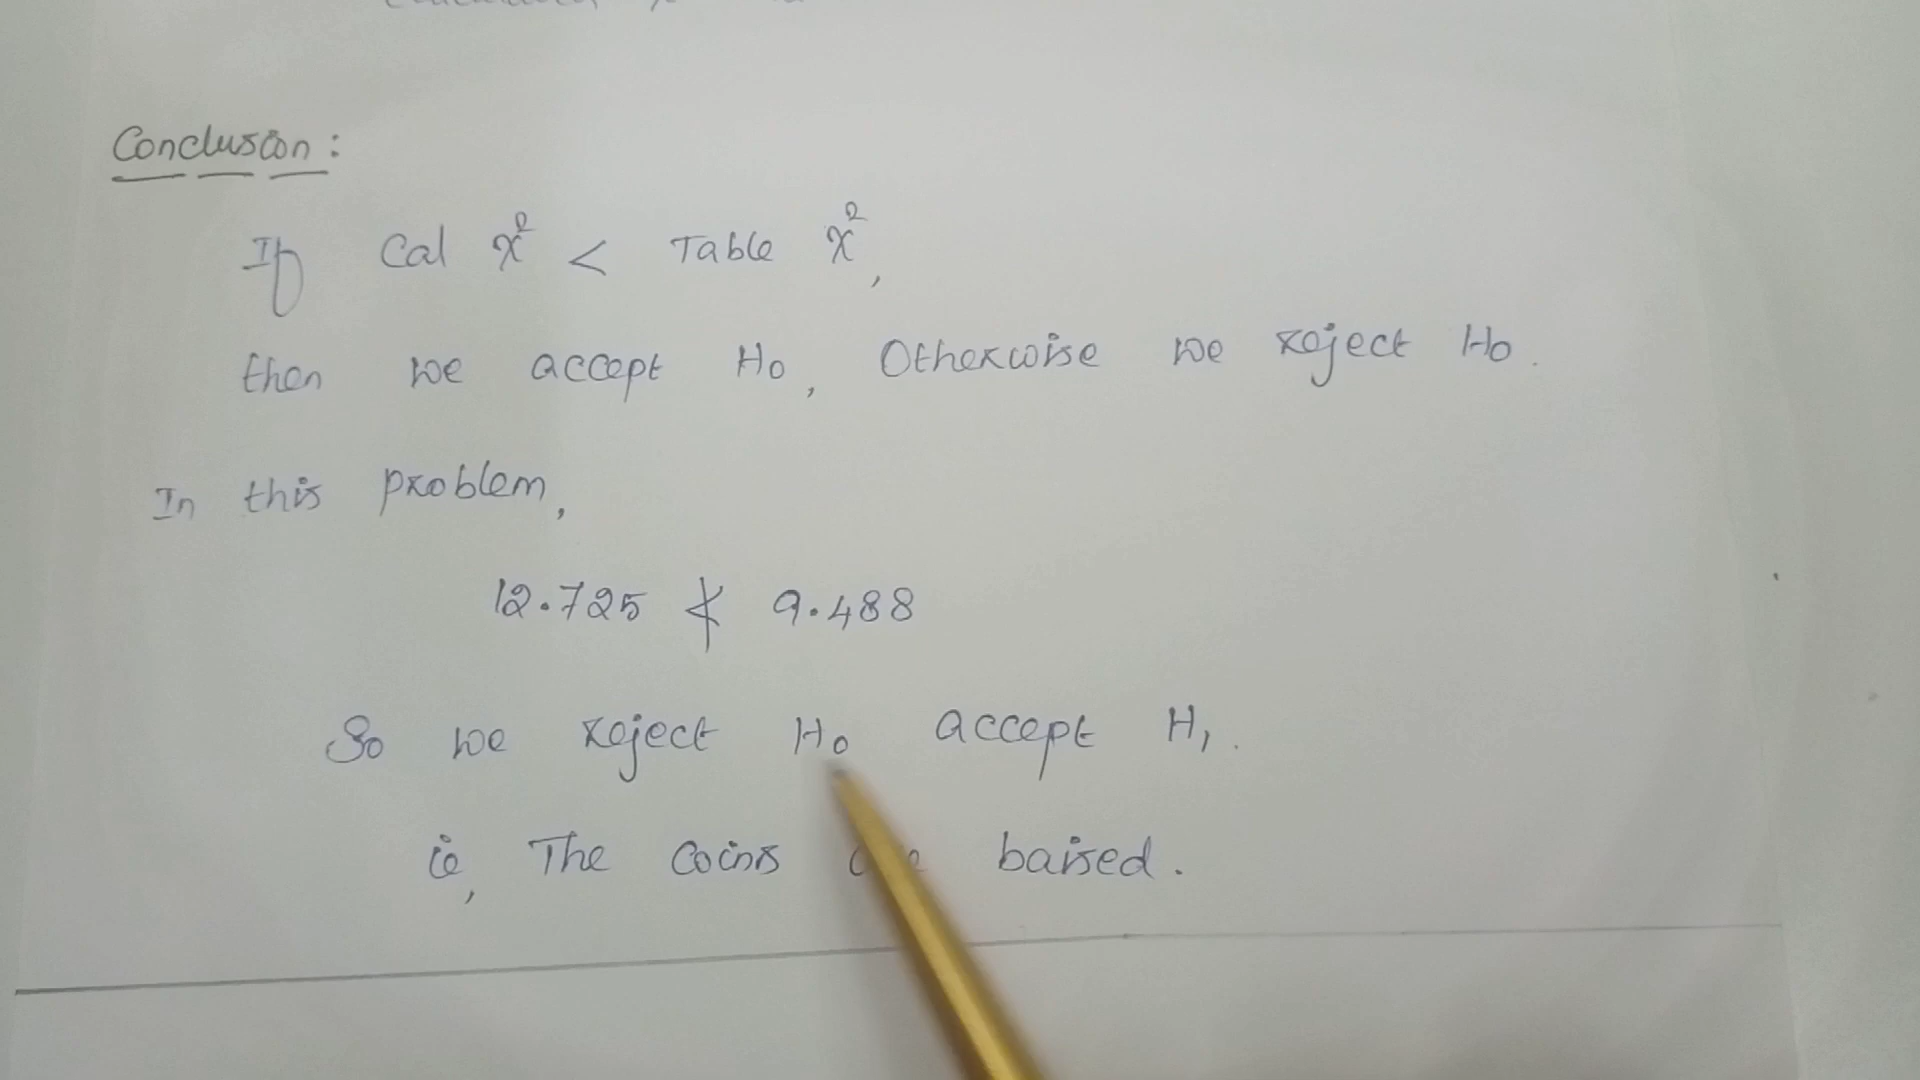 Conclusion:
If Cal χ² < Table χ²,
then we accept H₀, Otherwise we reject H₀.
In this problem,
12.725 ≮ 9.488
So we reject H₀ accept H₁.
ie, The Coins baised.